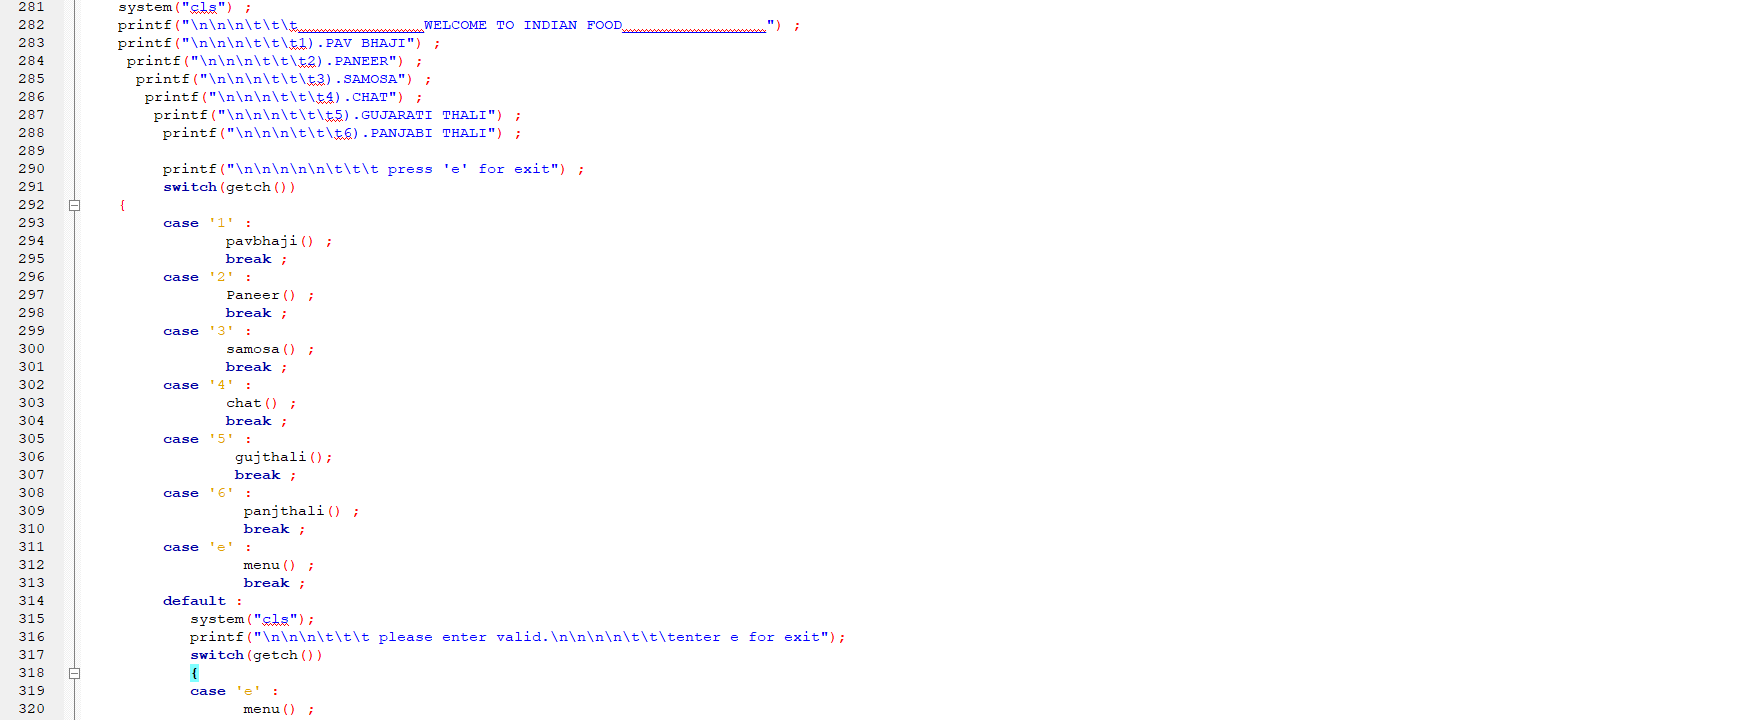 281 system("cls") ;
282 printf("\n\n\n\t\t\t______________WELCOME TO INDIAN FOOD________________") ;
283 printf("\n\n\n\t\t\t1).PAV BHAJI") ;
284 printf("\n\n\n\t\t\t2).PANEER") ;
285 printf("\n\n\n\t\t\t3).SAMOSA") ;
286 printf("\n\n\n\t\t\t4).CHAT") ;
287 printf("\n\n\n\t\t\t5).GUJARATI THALI") ;
288 printf("\n\n\n\t\t\t6).PANJABI THALI") ;
289
290 printf("\n\n\n\n\n\t\t\t press 'e' for exit") ;
291 switch(getch())
292 {
293 case '1' :
294 pavbhaji() ;
295 break ;
296 case '2' :
297 Paneer() ;
298 break ;
299 case '3' :
300 samosa() ;
301 break ;
302 case '4' :
303 chat() ;
304 break ;
305 case '5' :
306 gujthali();
307 break ;
308 case '6' :
309 panjthali() ;
310 break ;
311 case 'e' :
312 menu() ;
313 break ;
314 default :
315 system("cls");
316 printf("\n\n\n\t\t\t please enter valid.\n\n\n\n\t\t\tenter e for exit");
317 switch(getch())
318 {
319 case 'e' :
320 menu() ;